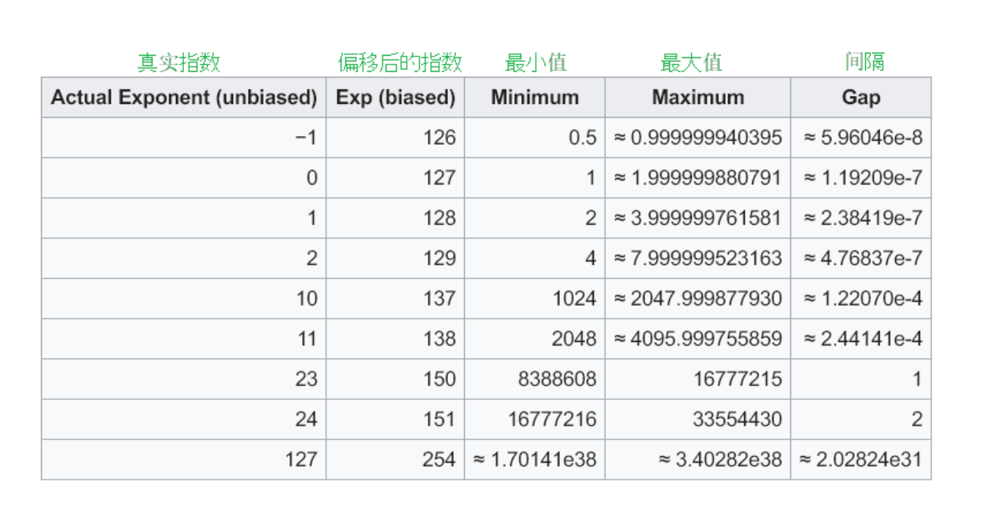 真实指数 偏移后的指数 最小值 最大值 间隔
Actual Exponent (unbiased) Exp (biased) Minimum Maximum Gap
−1 126 0.5 ≈ 0.999999940395 ≈ 5.96046e-8
0 127 1 ≈ 1.999999880791 ≈ 1.19209e-7
1 128 2 ≈ 3.999999761581 ≈ 2.38419e-7
2 129 4 ≈ 7.999999523163 ≈ 4.76837e-7
10 137 1024 ≈ 2047.999877930 ≈ 1.22070e-4
11 138 2048 ≈ 4095.999755859 ≈ 2.44141e-4
23 150 8388608 16777215 1
24 151 16777216 33554430 2
127 254 ≈ 1.70141e38 ≈ 3.40282e38 ≈ 2.02824e31